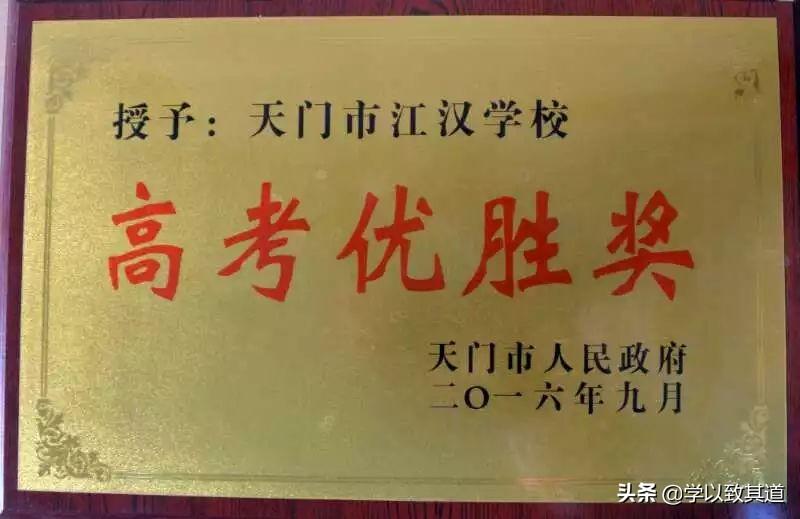 授予：天门市江汉学校
高考优胜奖
天门市人民政府
二〇一六年九月
头条 @学以致其道